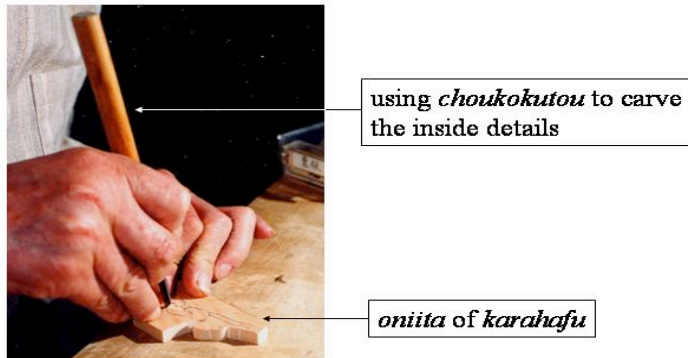 using choukokutou to carve
the inside details
oniita of karahafu